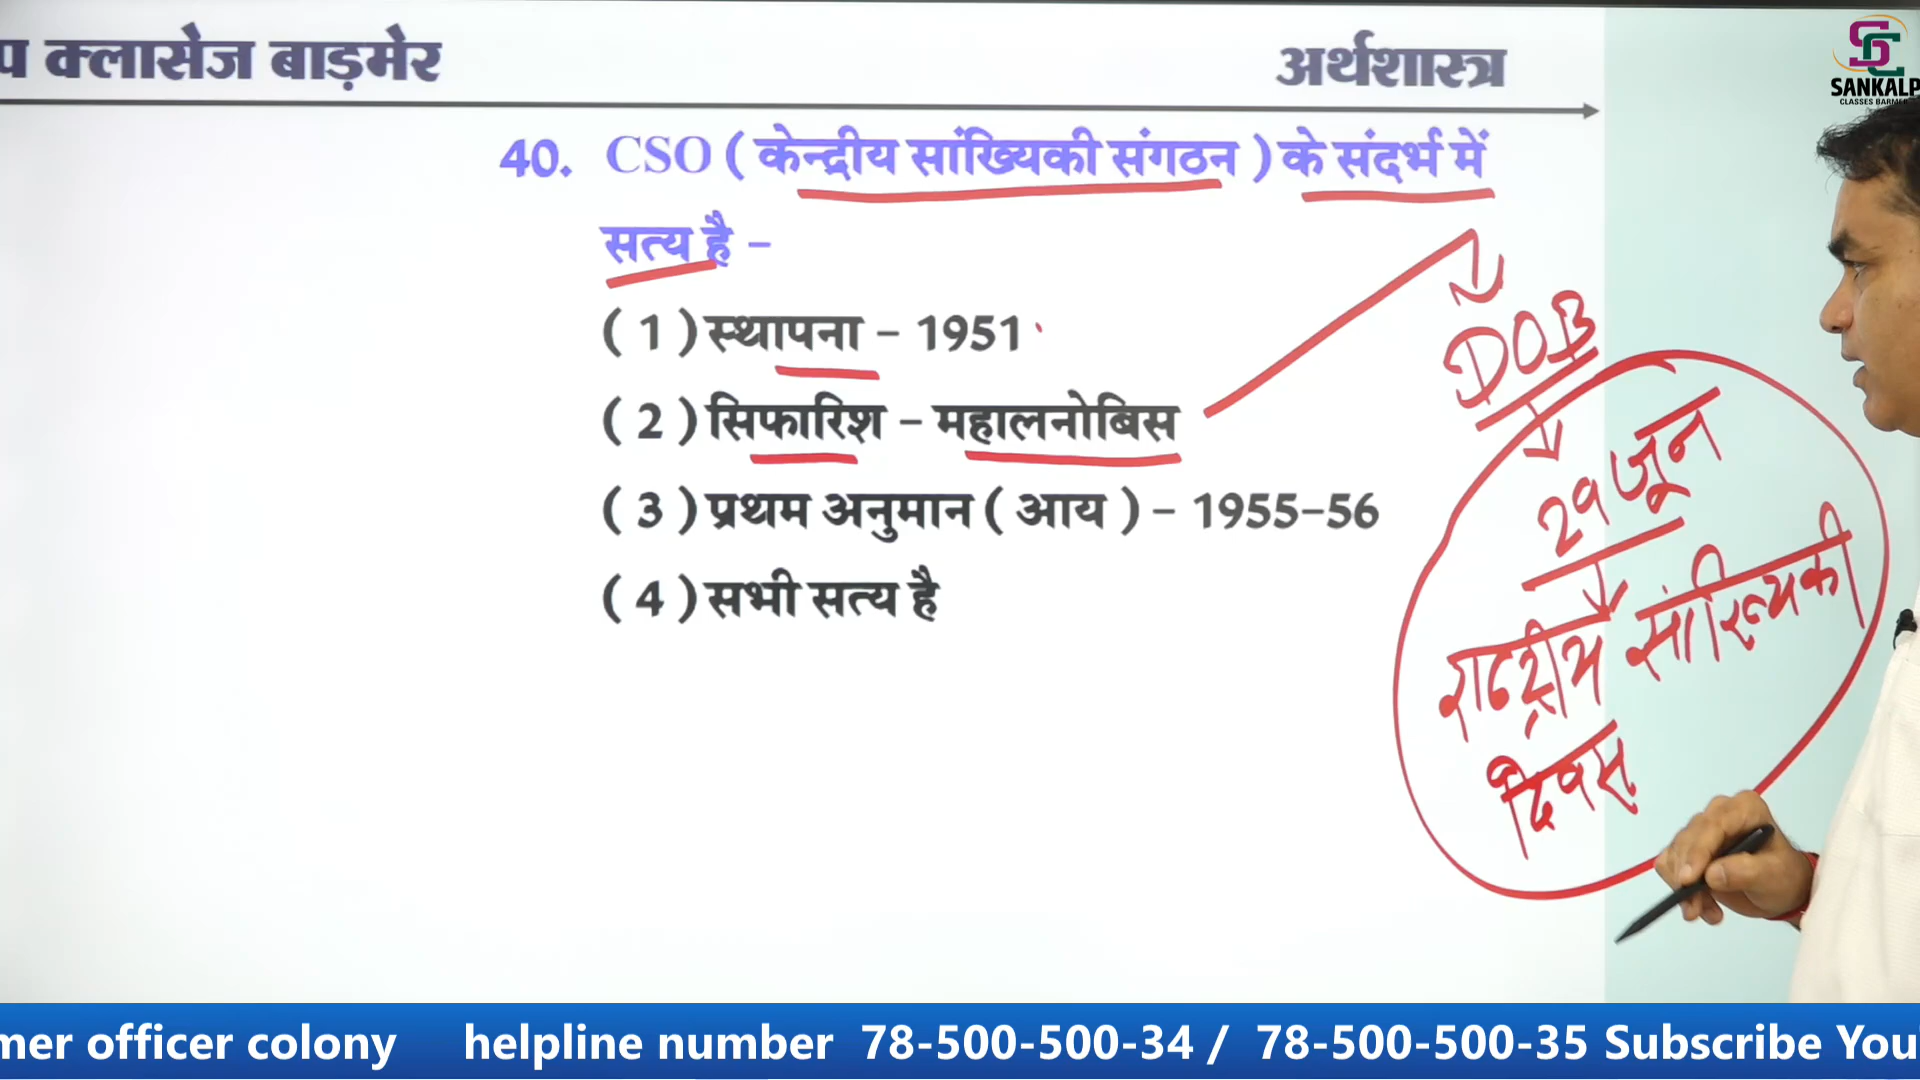 प क्लासेज बाड़मेर
अर्थशास्त्र
SANKALP
CLASSES BARMER
40. CSO ( केन्द्रीय सांख्यिकी संगठन ) के संदर्भ में
सत्य है –
( 1 ) स्थापना – 1951
( 2 ) सिफारिश – महालनोबिस
( 3 ) प्रथम अनुमान ( आय ) – 1955–56
( 4 ) सभी सत्य है
DOB
29 जून
राष्ट्रीय सांख्यिकी
दिवस
mer officer colony helpline number 78-500-500-34 / 78-500-500-35 Subscribe You